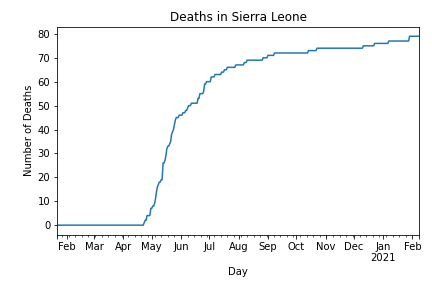 Deaths in Sierra Leone
80
70
60
50
40
30
20
10
0
Number of Deaths
Feb Mar Apr May Jun Jul Aug Sep Oct Nov Dec Jan Feb
2021
Day